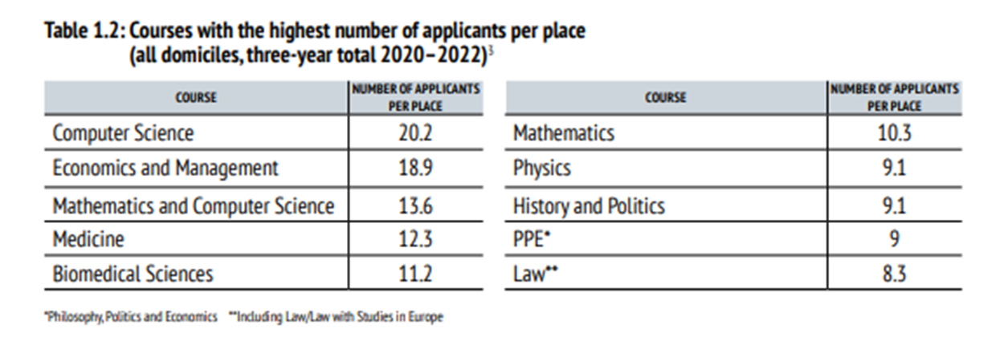 Table 1.2: Courses with the highest number of applicants per place
(all domiciles, three-year total 2020–2022)3
COURSE NUMBER OF APPLICANTS
PER PLACE
Computer Science 20.2
Economics and Management 18.9
Mathematics and Computer Science 13.6
Medicine 12.3
Biomedical Sciences 11.2
COURSE NUMBER OF APPLICANTS
PER PLACE
Mathematics 10.3
Physics 9.1
History and Politics 9.1
PPE* 9
Law** 8.3
*Philosophy, Politics and Economics **Including Law/Law with Studies in Europe